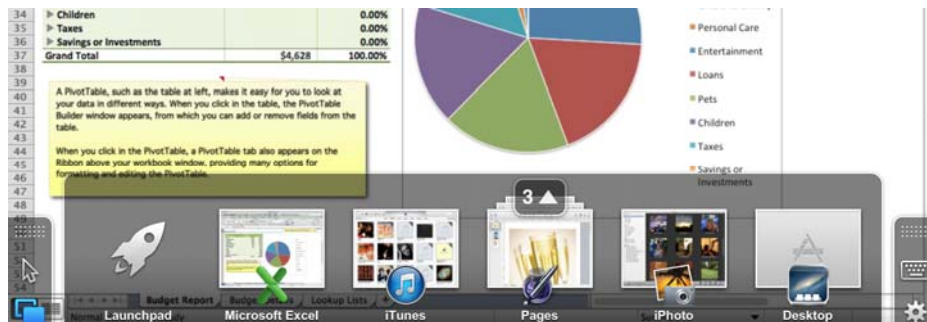 34 Children 0.00%
35 Taxes 0.00%
36 Savings or Investments 0.00%
37 Grand Total $4,628 100.00%
38
39
40
41
42
43
44
45
46
47
48
A PivotTable, such as the table at left, makes it easy for you to look at
your data in different ways. When you click in the table, the PivotTable
Builder window appears, from which you can add or remove fields from the
table.
When you click in the PivotTable, a PivotTable tab also appears on the
Ribbon above your workbook window, providing many options for
formatting and editing the PivotTable.
Personal Care
Entertainment
Loans
Pets
Children
Taxes
Savings or
Investments
3
51
54
Budget Report Lookup Lists
Launchpad Microsoft Excel iTunes Pages iPhoto Desktop